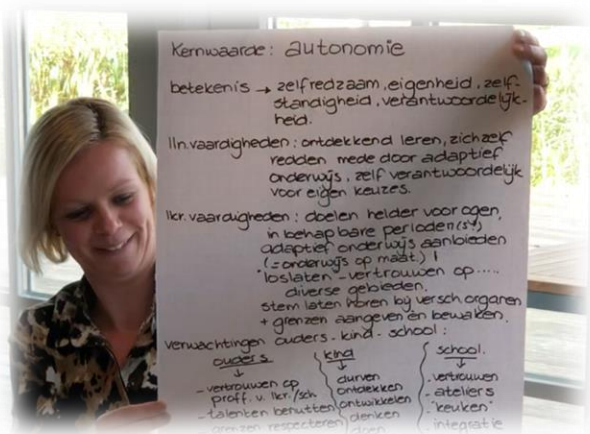 Kernwaarde: autonomie
betekenis → zelfredzaam, eigenheid, zelf-
standigheid, verantwoordelijk-
heid.
lln.vaardigheden: ontdekkend leren, zichzelf
redden mede door adaptief
onderwijs, zelf verantwoordelijk
voor eigen keuzes.
lkr.vaardigheden: doelen helder voor ogen,
in behapbare perioden
adaptief onderwijs aanbieden
(=onderwijs op maat.)!
loslaten - vertrouwen op .....
diverse gebieden.
stem laten horen bij versch organen
+ grenzen aangeven en bewaken.
verwachtingen ouders - kind - school:
ouders
↓
- vertrouwen op
proff. v. lkr./sch
- talenten benutten
- grenzen respecteren
kind
↓
durven
ontdekken
ontwikkelen
denken
doen
school.
↓
- vertrouwen
- ateliers
- "keuken"
- integratie